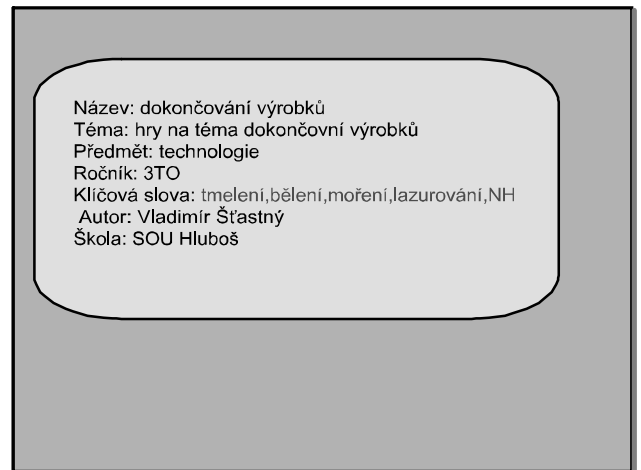 Název: dokončování výrobků
Téma: hry na téma dokončovní výrobků
Předmět: technologie
Ročník: 3TO
Klíčová slova: tmelení,bělení,moření,lazurování,NH
Autor: Vladimír Šťastný
Škola: SOU Hluboš